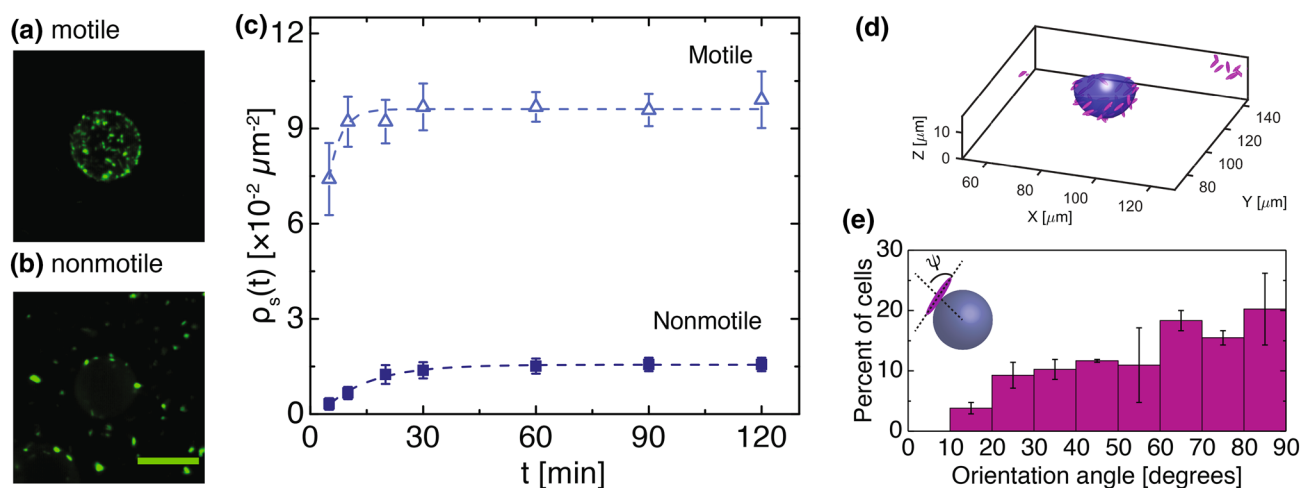 (a) motile
(b) nonmotile
(c)
12
9
6
3
0
ρs(t) [×10-2 μm-2]
Motile
Nonmotile
0 30 60 90 120
t [min]
(d)
Z [μm]
10
0
60
80
100
120
X [μm]
80
100
120
140
Y [μm]
(e)
30
20
10
0
Percent of cells
ψ
0 10 20 30 40 50 60 70 80 90
Orientation angle [degrees]